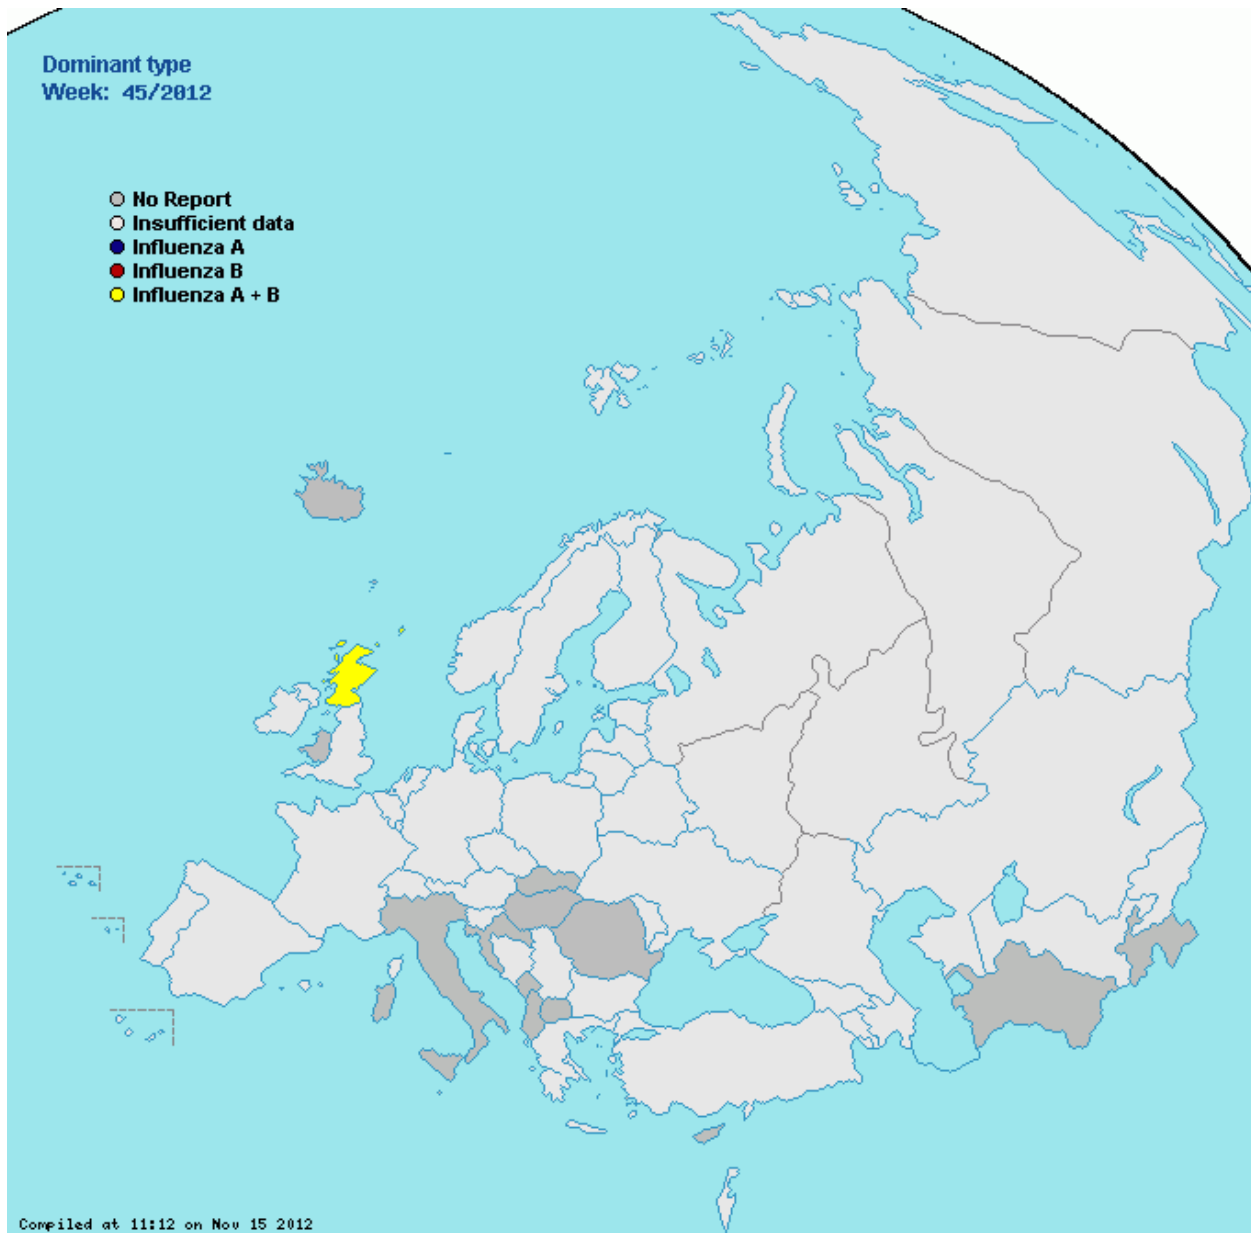 Dominant type
Week: 45/2012
No Report
Insufficient data
Influenza A
Influenza B
Influenza A + B
Compiled at 11:12 on Nov 15 2012